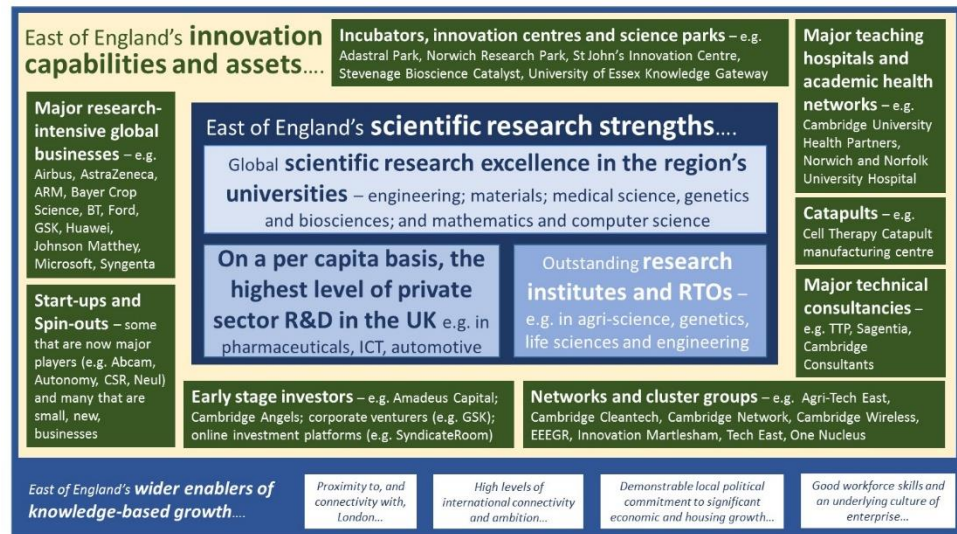 East of England's innovation
capabilities and assets....
Incubators, innovation centres and science parks – e.g.
Adastral Park, Norwich Research Park, St John's Innovation Centre,
Stevenage Bioscience Catalyst, University of Essex Knowledge Gateway
Major teaching
hospitals and
academic health
networks – e.g.
Cambridge University
Health Partners,
Norwich and Norfolk
University Hospital
Major research-
intensive global
businesses – e.g.
Airbus, AstraZeneca,
ARM, Bayer Crop
Science, BT, Ford,
GSK, Huawei,
Johnson Matthey,
Microsoft, Syngenta
East of England's scientific research strengths....
Global scientific research excellence in the region's
universities – engineering; materials; medical science, genetics
and biosciences; and mathematics and computer science
On a per capita basis, the
highest level of private
sector R&D in the UK e.g. in
pharmaceuticals, ICT, automotive
Outstanding research
institutes and RTOs –
e.g. in agri-science, genetics,
life sciences and engineering
Catapults – e.g.
Cell Therapy Catapult
manufacturing centre
Major technical
consultancies –
e.g. TTP, Sagentia,
Cambridge
Consultants
Start-ups and
Spin-outs – some
that are now major
players (e.g. Abcam,
Autonomy, CSR, Neul)
and many that are
small, new,
businesses
Early stage investors – e.g. Amadeus Capital;
Cambridge Angels; corporate venturers (e.g. GSK);
online investment platforms (e.g. SyndicateRoom)
Networks and cluster groups – e.g. Agri-Tech East,
Cambridge Cleantech, Cambridge Network, Cambridge Wireless,
EEEGR, Innovation Martlesham, Tech East, One Nucleus
East of England's wider enablers of
knowledge-based growth....
Proximity to, and
connectivity with,
London...
High levels of
international connectivity
and ambition...
Demonstrable local political
commitment to significant
economic and housing growth...
Good workforce skills and
an underlying culture of
enterprise...